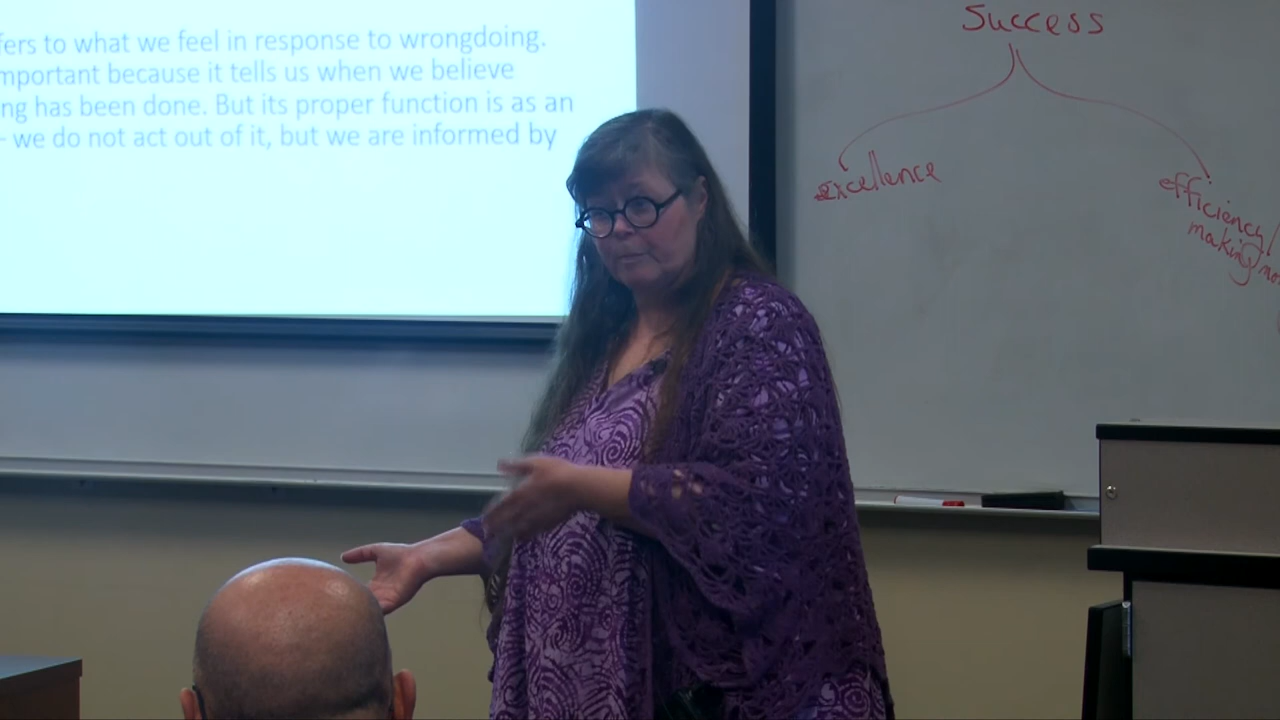 fers to what we feel in response to wrongdoing.
mportant because it tells us when we believe
ng has been done. But its proper function is as an
– we do not act out of it, but we are informed by
Success
excellence
efficiency
making